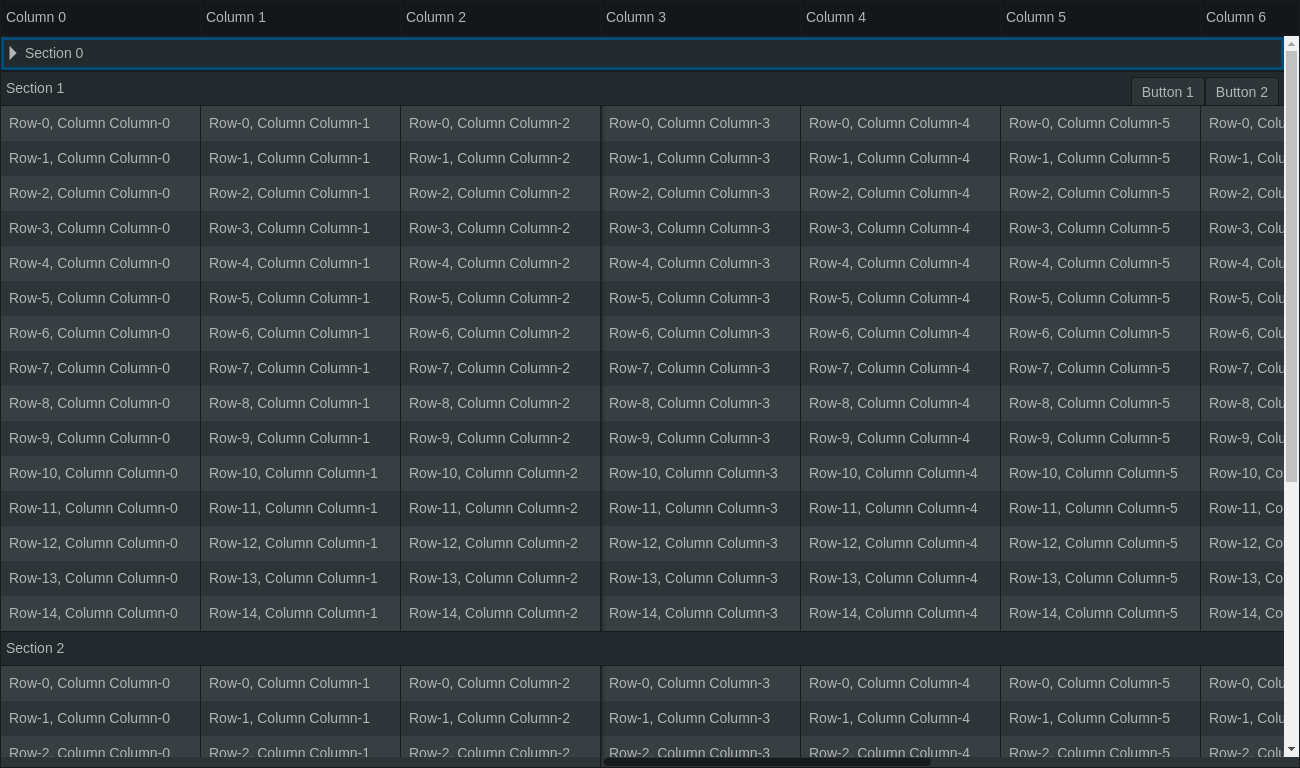 Column 0 Column 1 Column 2 Column 3 Column 4 Column 5 Column 6
Section 0
Section 1 Button 1 Button 2
Row-0, Column Column-0 Row-0, Column Column-1 Row-0, Column Column-2 Row-0, Column Column-3 Row-0, Column Column-4 Row-0, Column Column-5 Row-0, Colu
Row-1, Column Column-0 Row-1, Column Column-1 Row-1, Column Column-2 Row-1, Column Column-3 Row-1, Column Column-4 Row-1, Column Column-5 Row-1, Colu
Row-2, Column Column-0 Row-2, Column Column-1 Row-2, Column Column-2 Row-2, Column Column-3 Row-2, Column Column-4 Row-2, Column Column-5 Row-2, Colu
Row-3, Column Column-0 Row-3, Column Column-1 Row-3, Column Column-2 Row-3, Column Column-3 Row-3, Column Column-4 Row-3, Column Column-5 Row-3, Colu
Row-4, Column Column-0 Row-4, Column Column-1 Row-4, Column Column-2 Row-4, Column Column-3 Row-4, Column Column-4 Row-4, Column Column-5 Row-4, Colu
Row-5, Column Column-0 Row-5, Column Column-1 Row-5, Column Column-2 Row-5, Column Column-3 Row-5, Column Column-4 Row-5, Column Column-5 Row-5, Colu
Row-6, Column Column-0 Row-6, Column Column-1 Row-6, Column Column-2 Row-6, Column Column-3 Row-6, Column Column-4 Row-6, Column Column-5 Row-6, Colu
Row-7, Column Column-0 Row-7, Column Column-1 Row-7, Column Column-2 Row-7, Column Column-3 Row-7, Column Column-4 Row-7, Column Column-5 Row-7, Colu
Row-8, Column Column-0 Row-8, Column Column-1 Row-8, Column Column-2 Row-8, Column Column-3 Row-8, Column Column-4 Row-8, Column Column-5 Row-8, Colu
Row-9, Column Column-0 Row-9, Column Column-1 Row-9, Column Column-2 Row-9, Column Column-3 Row-9, Column Column-4 Row-9, Column Column-5 Row-9, Colu
Row-10, Column Column-0 Row-10, Column Column-1 Row-10, Column Column-2 Row-10, Column Column-3 Row-10, Column Column-4 Row-10, Column Column-5 Row-10, Co
Row-11, Column Column-0 Row-11, Column Column-1 Row-11, Column Column-2 Row-11, Column Column-3 Row-11, Column Column-4 Row-11, Column Column-5 Row-11, Co
Row-12, Column Column-0 Row-12, Column Column-1 Row-12, Column Column-2 Row-12, Column Column-3 Row-12, Column Column-4 Row-12, Column Column-5 Row-12, Co
Row-13, Column Column-0 Row-13, Column Column-1 Row-13, Column Column-2 Row-13, Column Column-3 Row-13, Column Column-4 Row-13, Column Column-5 Row-13, Co
Row-14, Column Column-0 Row-14, Column Column-1 Row-14, Column Column-2 Row-14, Column Column-3 Row-14, Column Column-4 Row-14, Column Column-5 Row-14, Co
Section 2
Row-0, Column Column-0 Row-0, Column Column-1 Row-0, Column Column-2 Row-0, Column Column-3 Row-0, Column Column-4 Row-0, Column Column-5 Row-0, Colu
Row-1, Column Column-0 Row-1, Column Column-1 Row-1, Column Column-2 Row-1, Column Column-3 Row-1, Column Column-4 Row-1, Column Column-5 Row-1, Colu
Row-2, Column Column-0 Row-2, Column Column-1 Row-2, Column Column-2 Row-2, Column Column-3 Row-2, Column Column-4 Row-2, Column Column-5 Row-2, Colu